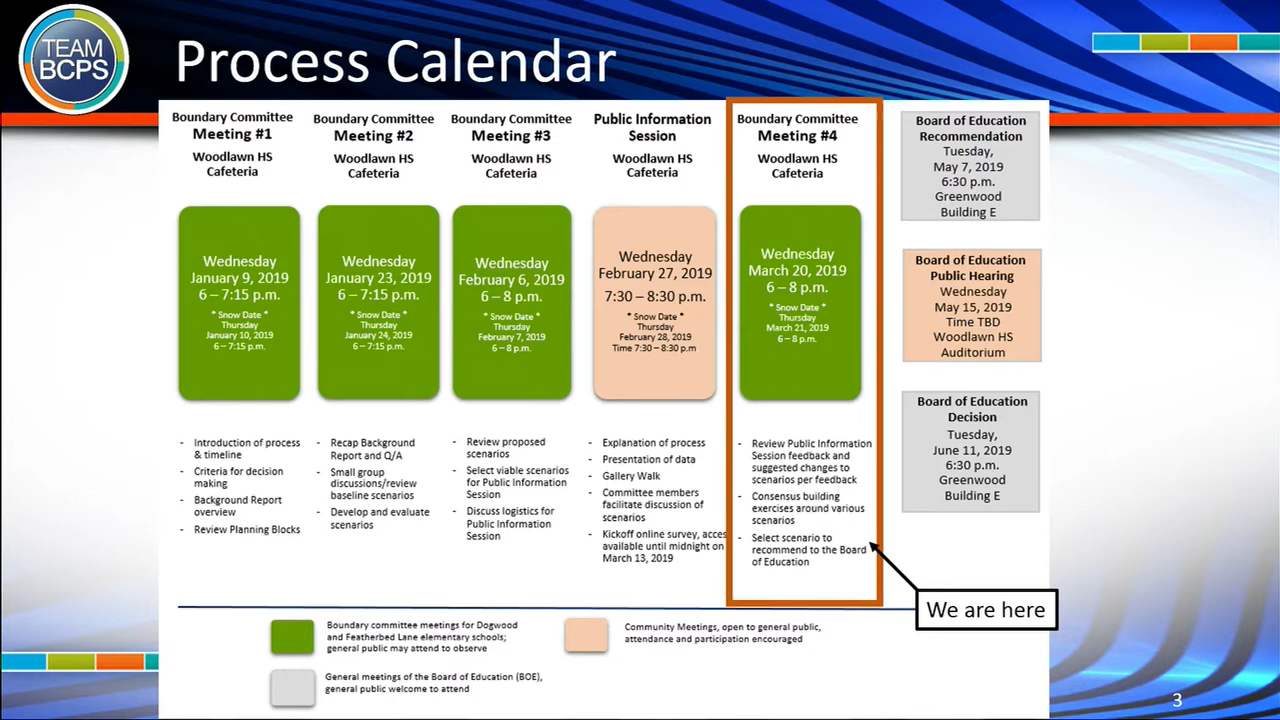 TEAM
BCPS
Process Calendar
Boundary Committee
Meeting #1
Woodlawn HS
Cafeteria
Wednesday
January 9, 2019
6 – 7:15 p.m.
* Snow Date *
Thursday
January 10, 2019
6 – 7:15 p.m.
- Introduction of process
& timeline
- Criteria for decision
making
- Background Report
overview
- Review Planning Blocks
Boundary Committee
Meeting #2
Woodlawn HS
Cafeteria
Wednesday
January 23, 2019
6 – 7:15 p.m.
* Snow Date *
Thursday
January 24, 2019
6 – 7:15 p.m.
- Recap Background
Report and Q/A
- Small group
discussions/review
baseline scenarios
- Develop and evaluate
scenarios
Boundary Committee
Meeting #3
Woodlawn HS
Cafeteria
Wednesday
February 6, 2019
6 – 8 p.m.
* Snow Date *
Thursday
February 7, 2019
6 – 8 p.m.
- Review proposed
scenarios
- Select viable scenarios
for Public Information
Session
- Discuss logistics for
Public Information
Session
Public Information
Session
Woodlawn HS
Cafeteria
Wednesday
February 27, 2019
7:30 – 8:30 p.m.
* Snow Date *
Thursday
February 28, 2019
Time 7:30 – 8:30 p.m
- Explanation of process
- Presentation of data
- Gallery Walk
- Committee members
facilitate discussion of
scenarios
- Kickoff online survey, acces
available until midnight on
March 13, 2019
Boundary Committee
Meeting #4
Woodlawn HS
Cafeteria
Wednesday
March 20, 2019
6 – 8 p.m.
* Snow Date *
Thursday
March 21, 2019
6 – 8 p.m.
- Review Public Information
Session feedback and
suggested changes to
scenarios per feedback
- Consensus building
exercises around various
scenarios
- Select scenario to
recommend to the Board
of Education
Board of Education
Recommendation
Tuesday,
May 7, 2019
6:30 p.m.
Greenwood
Building E
Board of Education
Public Hearing
Wednesday
May 15, 2019
Time TBD
Woodlawn HS
Auditorium
Board of Education
Decision
Tuesday,
June 11, 2019
6:30 p.m.
Greenwood
Building E
We are here
Boundary committee meetings for Dogwood
and Featherbed Lane elementary schools;
general public may attend to observe
Community Meetings, open to general public,
attendance and participation encouraged
General meetings of the Board of Education (BOE),
general public welcome to attend
3